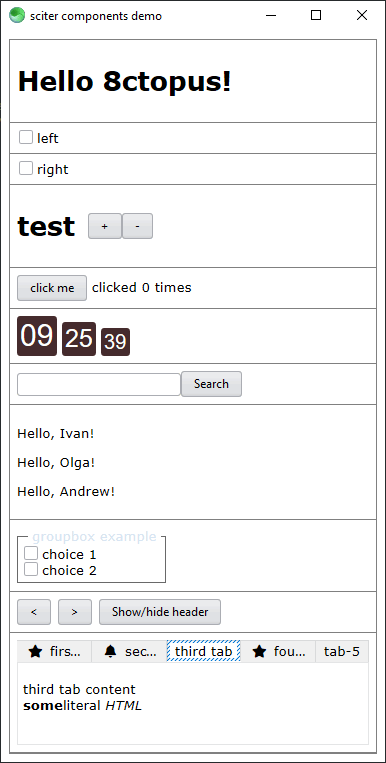 sciter components demo
Hello 8ctopus!
left
right
test + -
click me clicked 0 times
09 25 39
Search
Hello, Ivan!
Hello, Olga!
Hello, Andrew!
groupbox example
choice 1
choice 2
< > Show/hide header
firs... sec... third tab fou... tab-5
third tab content
someliteral HTML